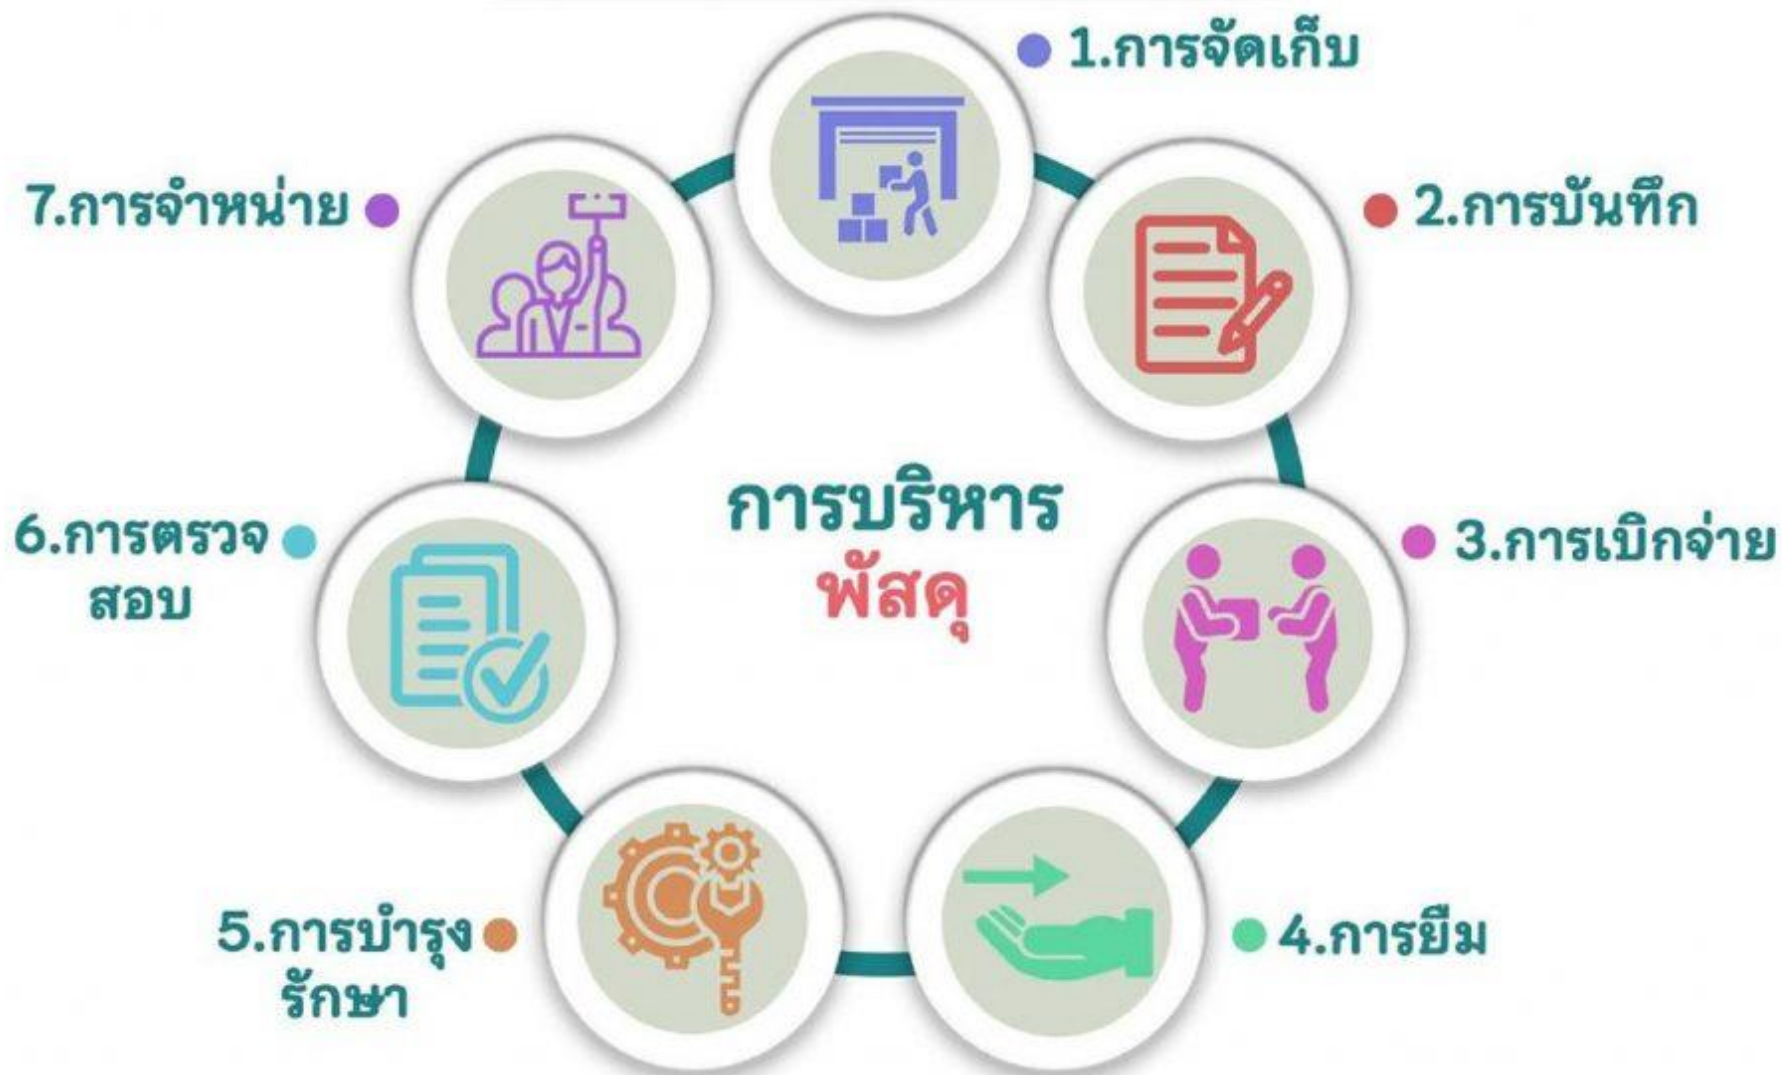 1.การจัดเก็บ
2.การบันทึก
3.การเบิกจ่าย
4.การยืม
5.การบำรุง
รักษา
6.การตรวจ
สอบ
7.การจำหน่าย
การบริหาร
พัสดุ